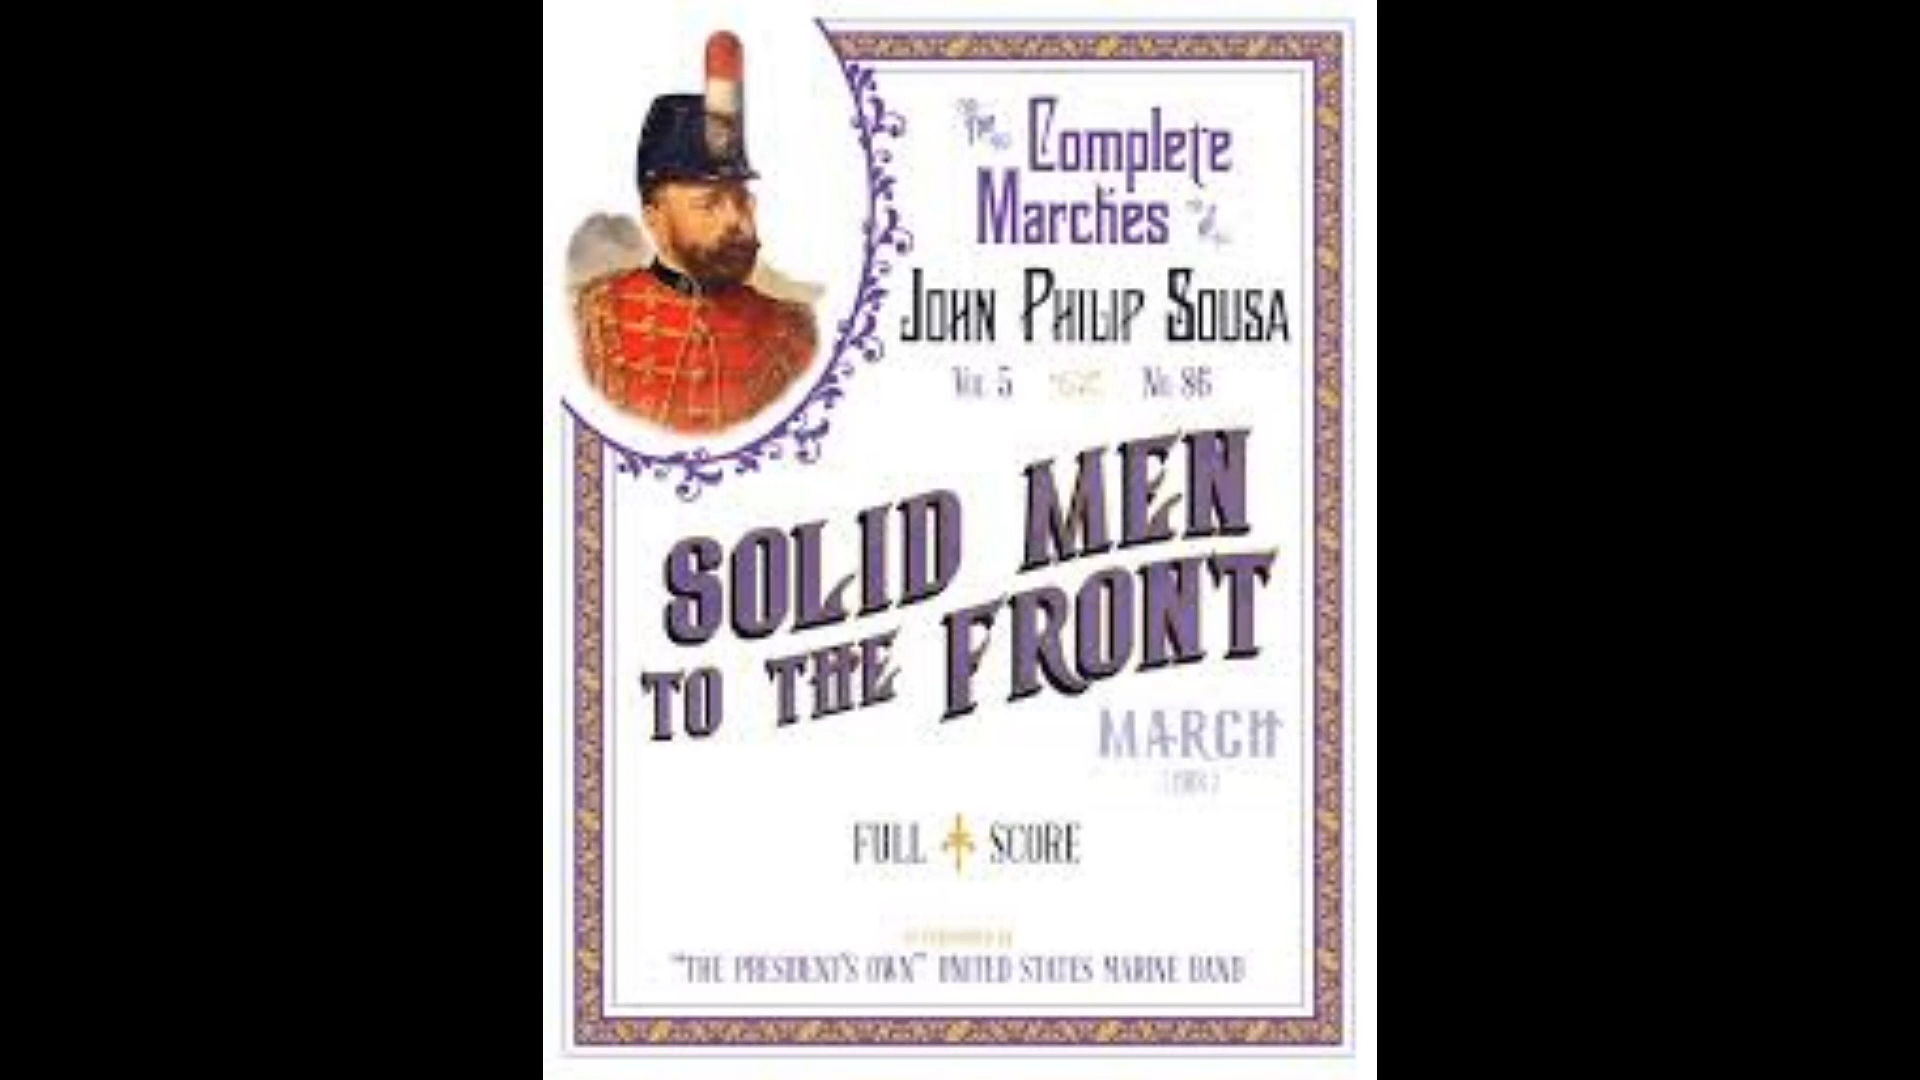 The Complete
Marches of
JOHN PHILIP SOUSA
Vol. 5 No. 86
SOLID MEN
TO THE FRONT
MARCH
FULL SCORE
"THE PRESIDENT'S OWN" UNITED STATES MARINE BAND